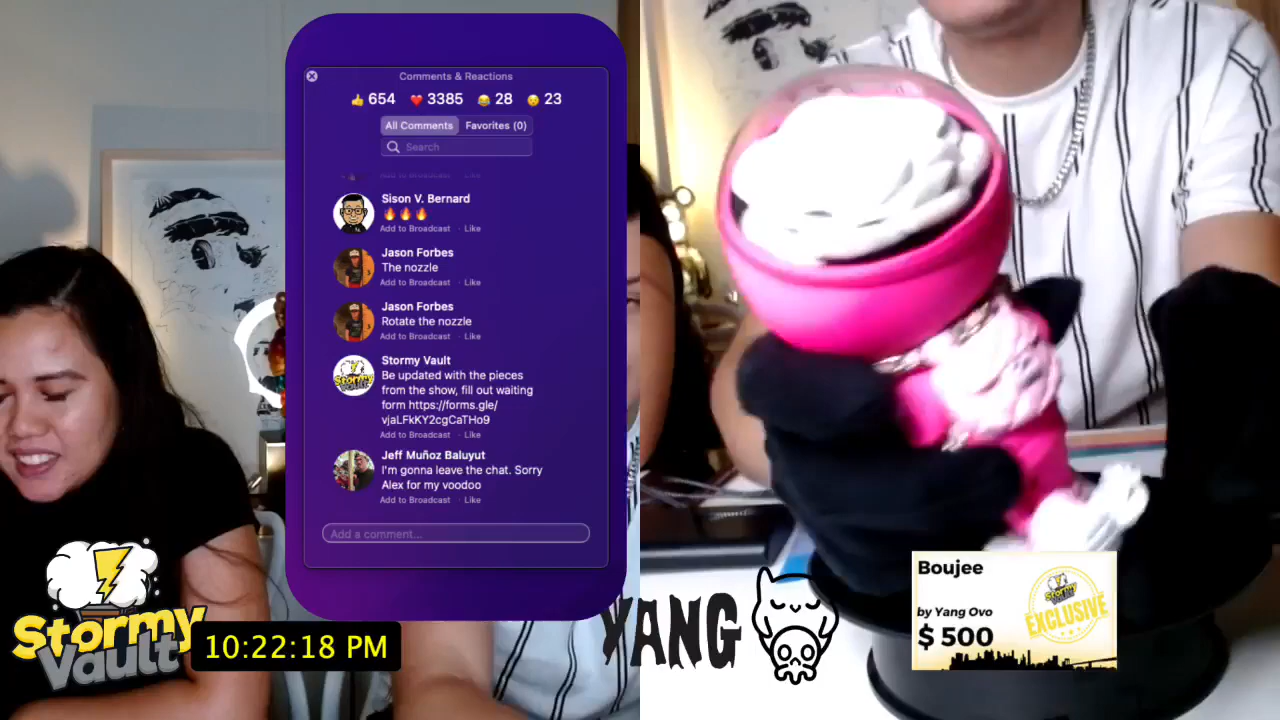 Comments & Reactions
👍 654 ❤️ 3385 😂 28 😯 23
All Comments Favorites (0)
Search
Add to Broadcast Like
Sison V. Bernard
🔥🔥🔥
Add to Broadcast · Like
Jason Forbes
The nozzle
Add to Broadcast · Like
Jason Forbes
Rotate the nozzle
Add to Broadcast · Like
Stormy Vault
Be updated with the pieces
from the show, fill out waiting
form https://forms.gle/
vjaLFkKY2cgCaTHo9
Add to Broadcast · Like
Jeff Muñoz Baluyut
I'm gonna leave the chat. Sorry
Alex for my voodoo
Add to Broadcast · Like
Add a comment...
Stormy
Vault
10:22:18 PM
YANG
Boujee
by Yang Ovo
$ 500
EXCLUSIVE